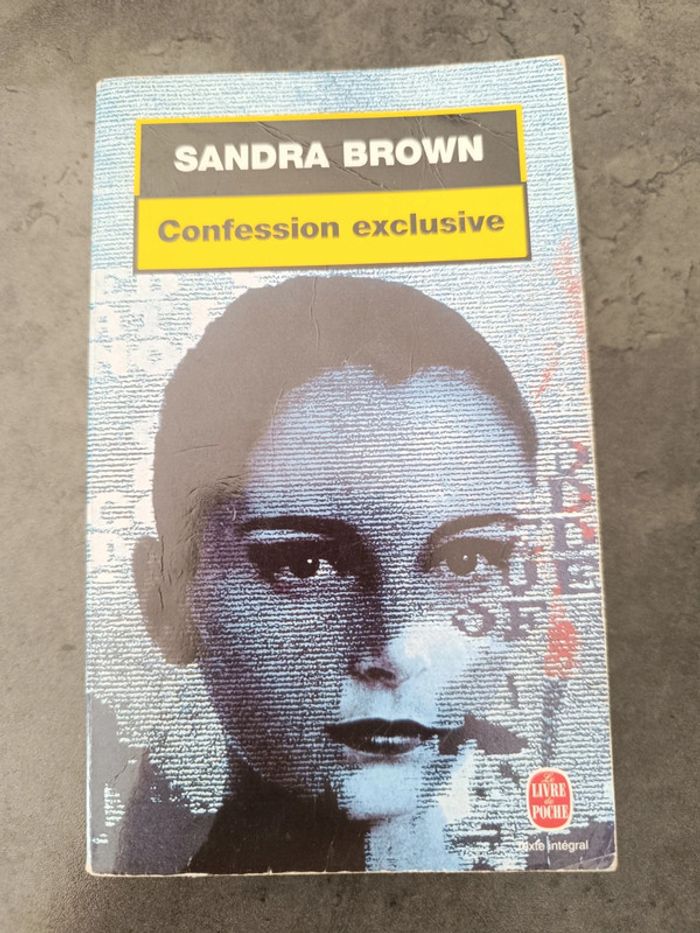 SANDRA BROWN
Confession exclusive
Le
LIVRE
de
POCHE
Texte intégral